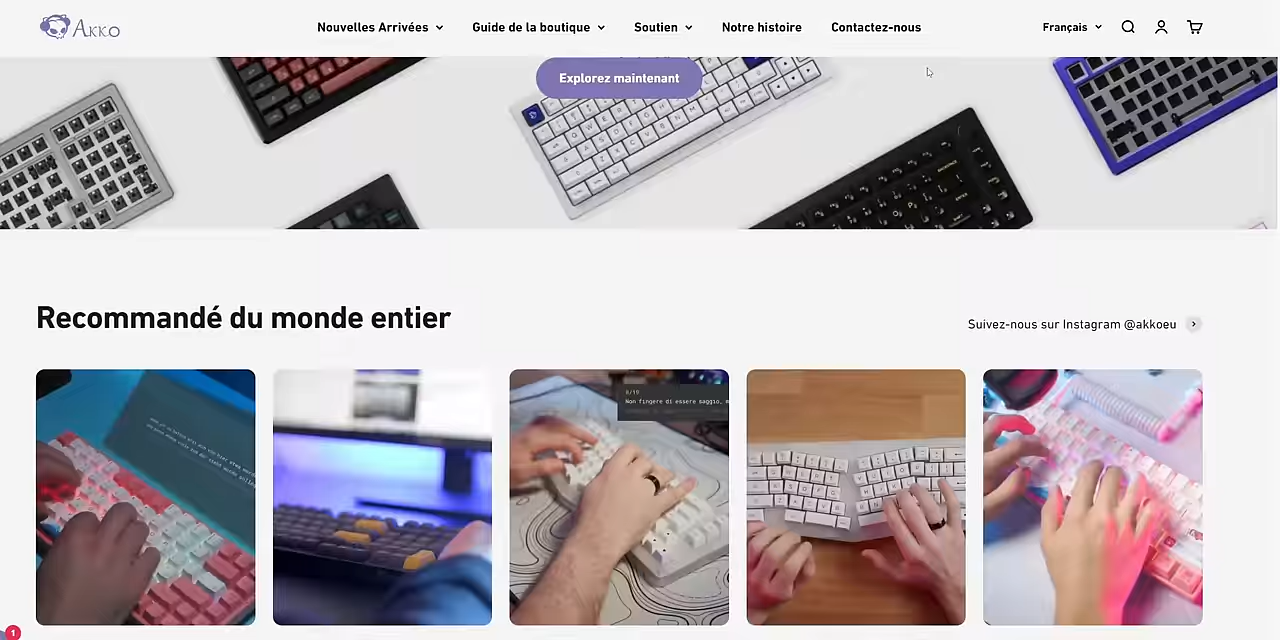 Akko
Nouvelles Arrivées
Guide de la boutique
Soutien
Notre histoire
Contactez-nous
Français
Explorez maintenant
Recommandé du monde entier
Suivez-nous sur Instagram @akkoeu
Non fingere di essere saggio, m
1